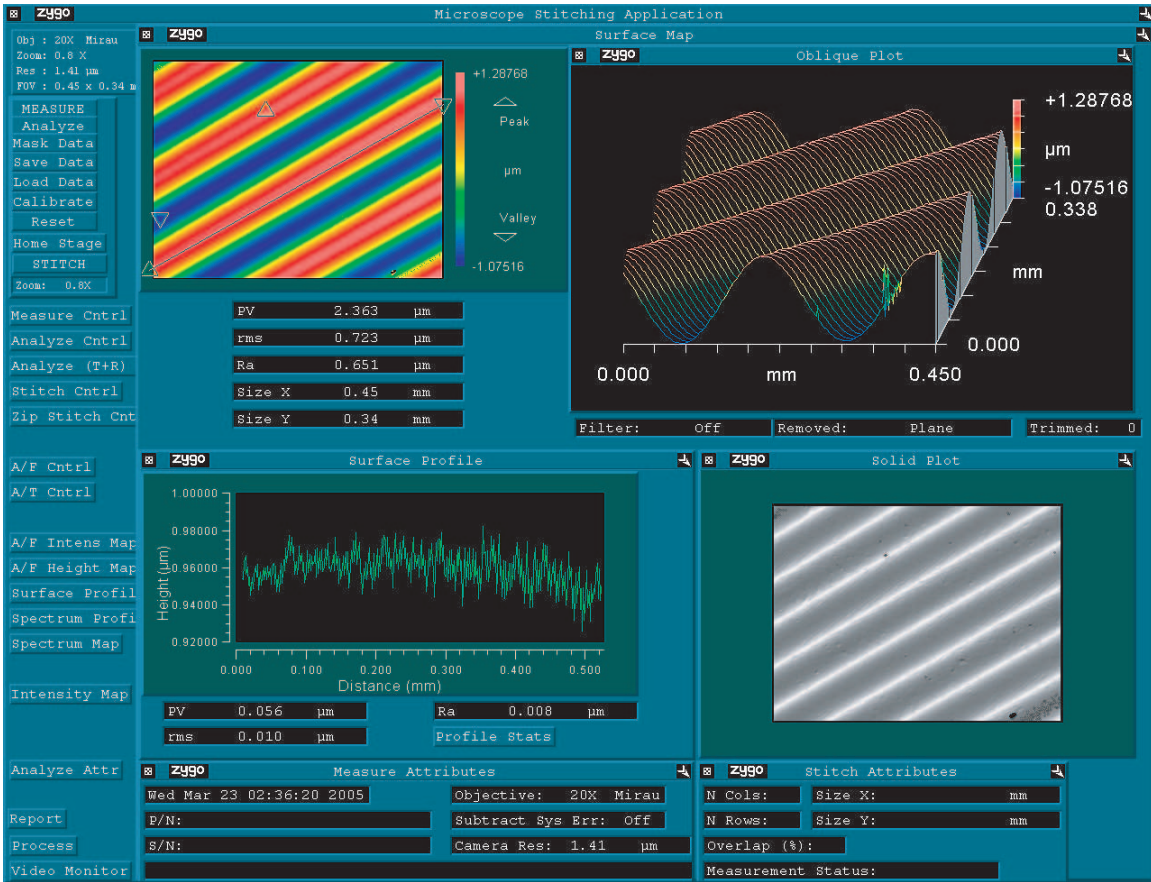 zygo Microscope Stitching Application
Obj : 20X Mirau
Zoom: 0.8 X
Res : 1.41 µm
FOV : 0.45 x 0.34 m
MEASURE
Analyze
Mask Data
Save Data
Load Data
Calibrate
Reset
Home Stage
STITCH
Zoom: 0.8X
Measure Cntrl
Analyze Cntrl
Analyze (T+R)
Stitch Cntrl
Zip Stitch Cnt
A/F Cntrl
A/T Cntrl
A/F Intens Map
A/F Height Map
Surface Profil
Spectrum Profi
Spectrum Map
Intensity Map
Analyze Attr
Report
Process
Video Monitor
zygo Surface Map
+1.28768
Peak
µm
Valley
-1.07516
PV 2.363 µm
rms 0.723 µm
Ra 0.651 µm
Size X 0.45 mm
Size Y 0.34 mm
zygo Oblique Plot
+1.28768
µm
-1.07516
0.338
mm
0.000
0.000 mm 0.450
Filter: Off Removed: Plane Trimmed: 0
zygo Surface Profile
1.00000
0.98000
0.96000
0.94000
0.92000
Height (µm)
0.000 0.100 0.200 0.300 0.400 0.500
Distance (mm)
PV 0.056 µm Ra 0.008 µm
rms 0.010 µm Profile Stats
zygo Solid Plot
zygo Measure Attributes
Wed Mar 23 02:36:20 2005 Objective: 20X Mirau
P/N: Subtract Sys Err: Off
S/N: Camera Res: 1.41 µm
zygo Stitch Attributes
N Cols: Size X: mm
N Rows: Size Y: mm
Overlap (%):
Measurement Status: